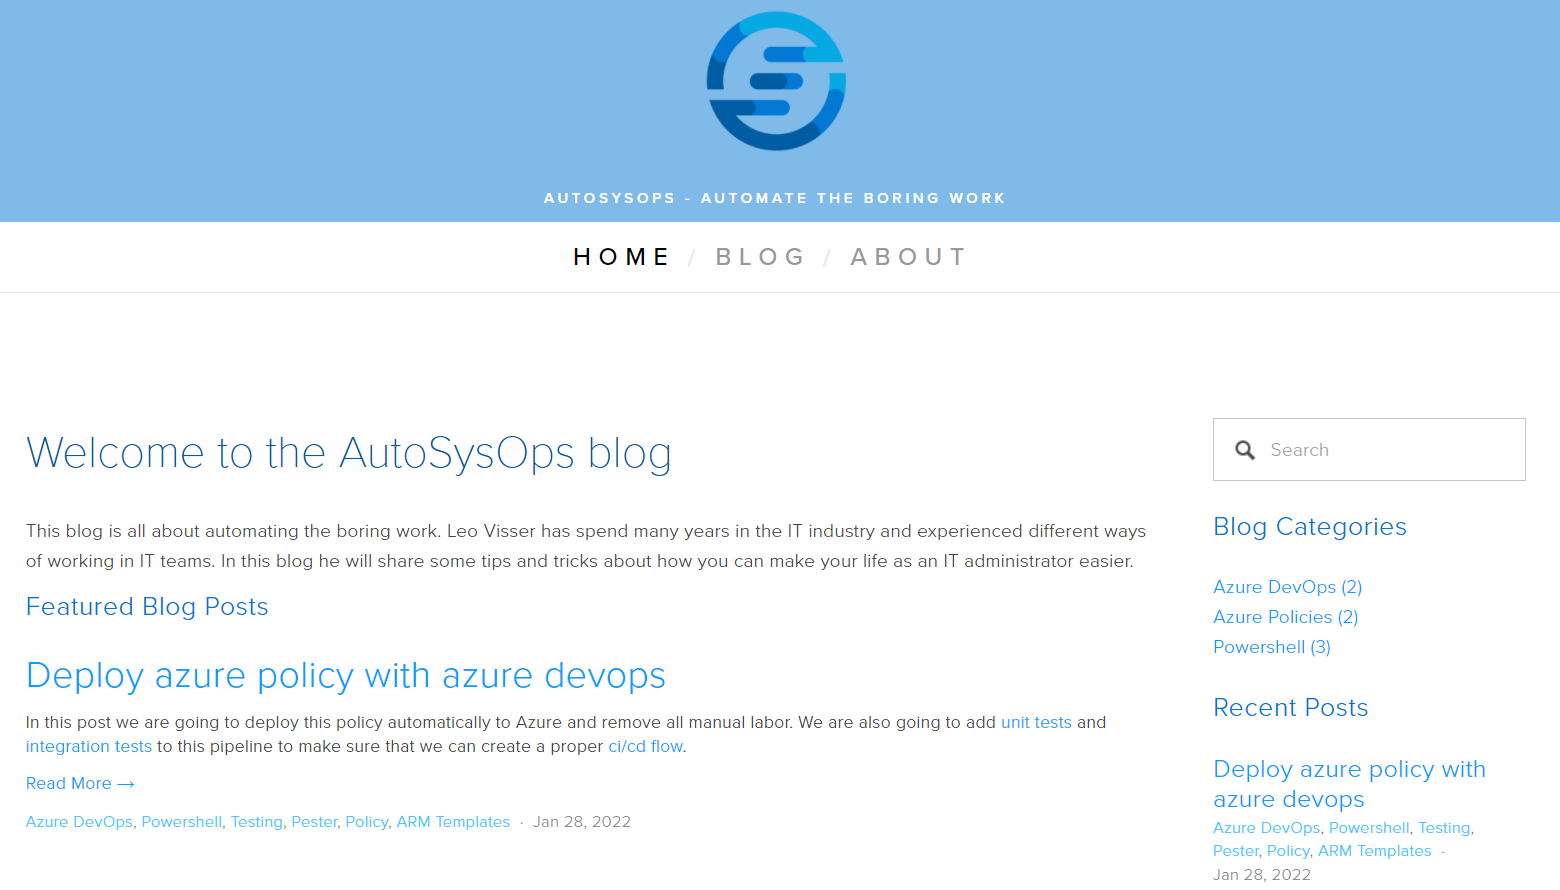 AUTOSYSOPS - AUTOMATE THE BORING WORK
HOME / BLOG / ABOUT
Welcome to the AutoSysOps blog
This blog is all about automating the boring work. Leo Visser has spend many years in the IT industry and experienced different ways
of working in IT teams. In this blog he will share some tips and tricks about how you can make your life as an IT administrator easier.
Featured Blog Posts
Deploy azure policy with azure devops
In this post we are going to deploy this policy automatically to Azure and remove all manual labor. We are also going to add unit tests and
integration tests to this pipeline to make sure that we can create a proper ci/cd flow.
Read More →
Azure DevOps, Powershell, Testing, Pester, Policy, ARM Templates · Jan 28, 2022
Search
Blog Categories
Azure DevOps (2)
Azure Policies (2)
Powershell (3)
Recent Posts
Deploy azure policy with
azure devops
Azure DevOps, Powershell, Testing,
Pester, Policy, ARM Templates ·
Jan 28, 2022